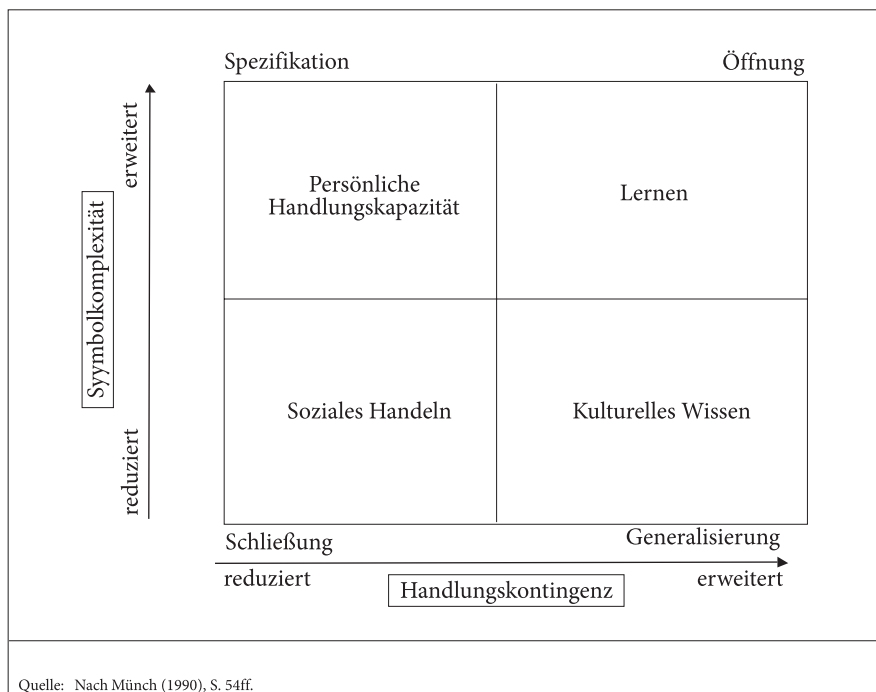 Spezifikation
Öffnung
erweitert
Syymbolkomplexität
reduziert
Persönliche
Handlungskapazität
Lernen
Soziales Handeln
Kulturelles Wissen
Schließung
Generalisierung
reduziert
Handlungskontingenz
erweitert
Quelle: Nach Münch (1990), S. 54ff.